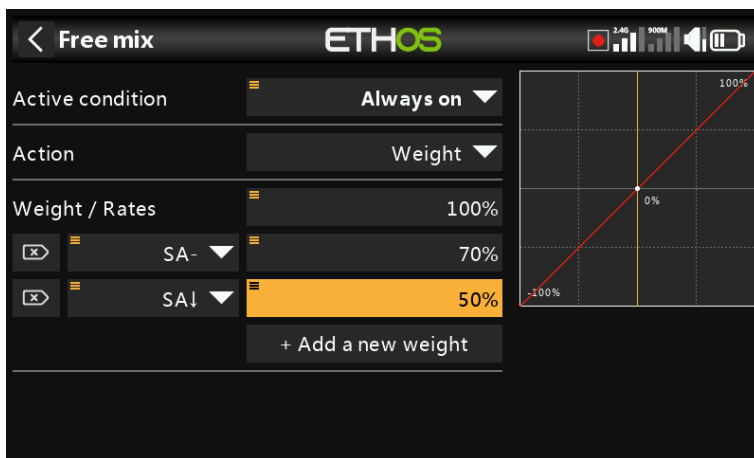 Free mix ETHOS 2.4G 900M
Active condition Always on
100%
Action Weight
Weight / Rates 100%
0%
SA- 70%
SA↓ 50%
-100%
+ Add a new weight